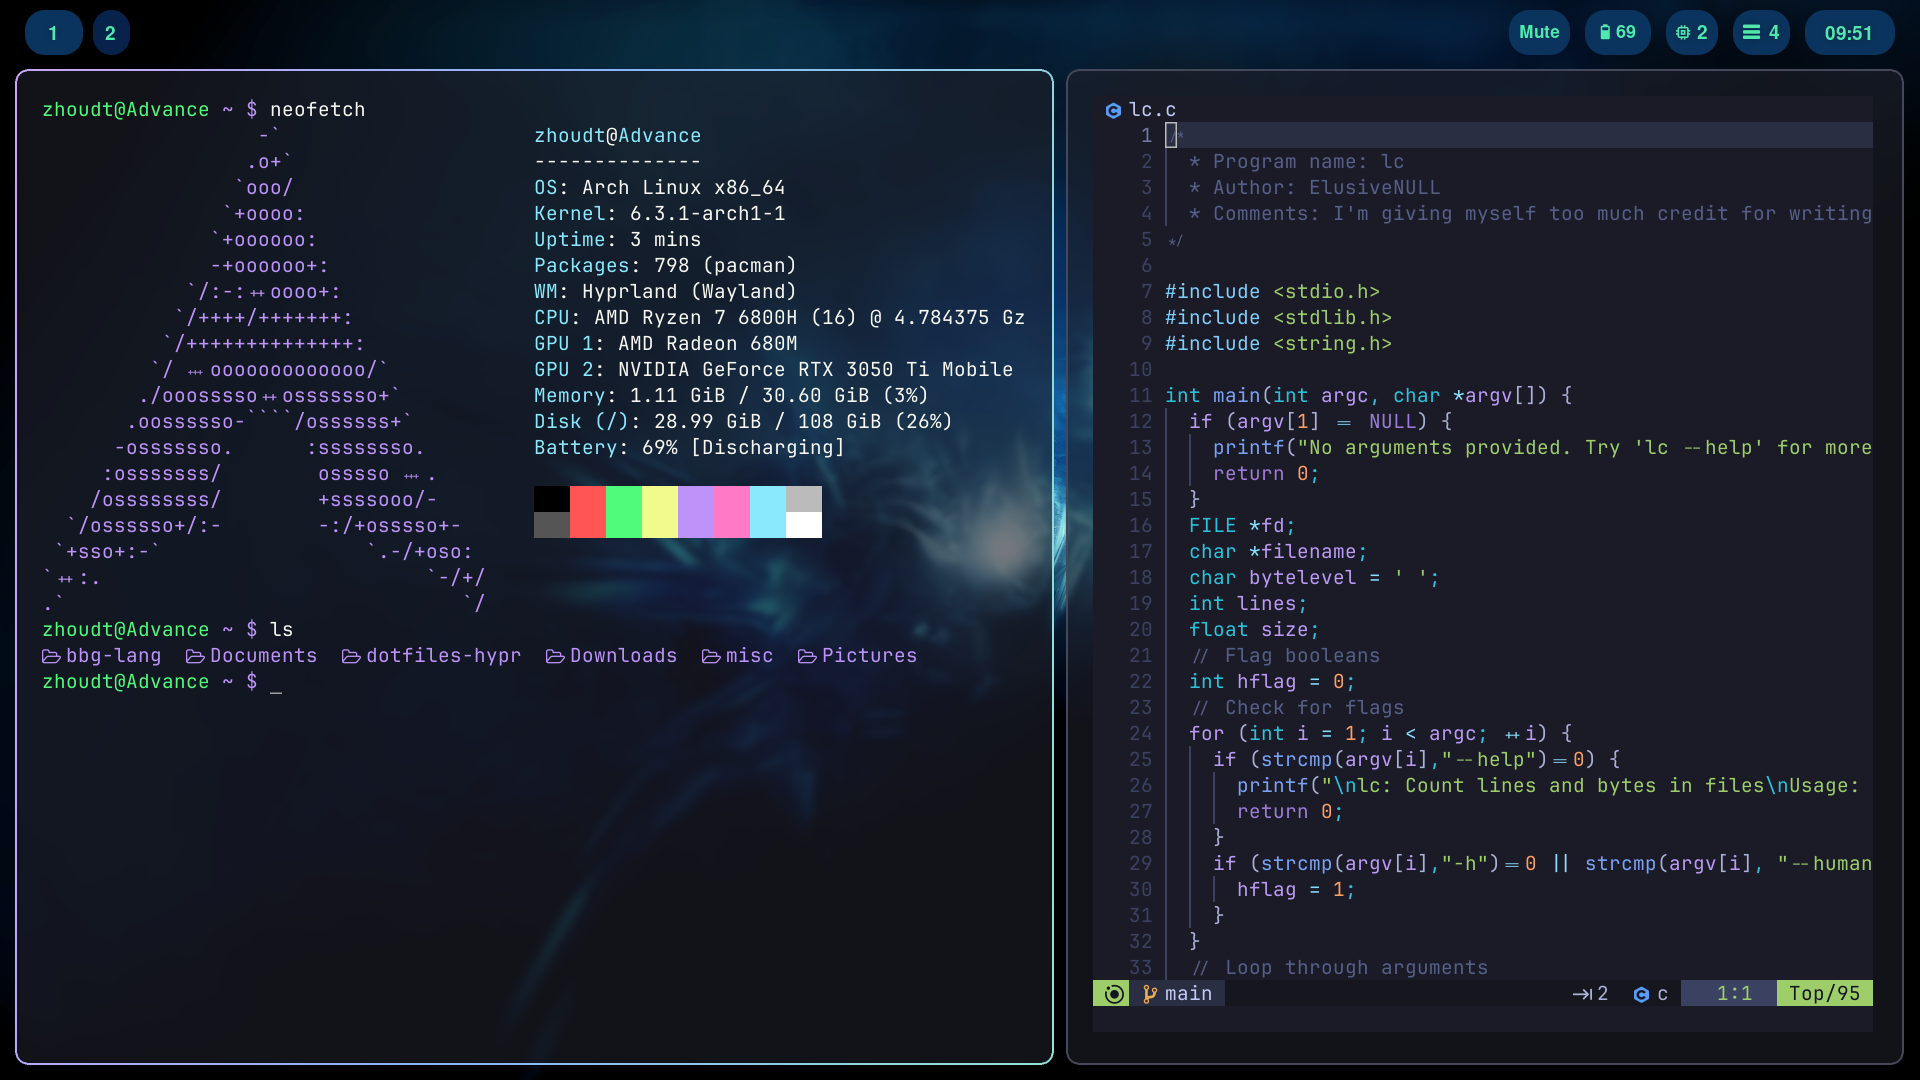 1 2 Mute 69 2 4 09:51
zhoudt@Advance ~ $ neofetch
                  -`
                 .o+`
                `ooo/
               `+oooo:
              `+oooooo:
              -+oooooo+:
            `/:-:++oooo+:
           `/++++/+++++++:
          `/++++++++++++++:
         `/+++ooooooooooooo/`
        ./ooosssso++osssssso+`
       .oossssso-````/ossssss+`
      -osssssso.      :ssssssso.
     :osssssss/        osssso+++.
    /ossssssss/        +ssssooo/-
  `/ossssso+/:-        -:/+osssso+-
 `+sso+:-`                 `.-/+oso:
`++:.                           `-/+/
.`                                 `/
zhoudt@Advance
--------------
OS: Arch Linux x86_64
Kernel: 6.3.1-arch1-1
Uptime: 3 mins
Packages: 798 (pacman)
WM: Hyprland (Wayland)
CPU: AMD Ryzen 7 6800H (16) @ 4.784375 Gz
GPU 1: AMD Radeon 680M
GPU 2: NVIDIA GeForce RTX 3050 Ti Mobile
Memory: 1.11 GiB / 30.60 GiB (3%)
Disk (/): 28.99 GiB / 108 GiB (26%)
Battery: 69% [Discharging]
zhoudt@Advance ~ $ ls
bbg-lang Documents dotfiles-hypr Downloads misc Pictures
zhoudt@Advance ~ $ _
lc.c
1 /*
2   * Program name: lc
3   * Author: ElusiveNULL
4   * Comments: I'm giving myself too much credit for writing
5 */
6
7 #include <stdio.h>
8 #include <stdlib.h>
9 #include <string.h>
10
11 int main(int argc, char *argv[]) {
12   if (argv[1] == NULL) {
13     printf("No arguments provided. Try 'lc --help' for more
14     return 0;
15   }
16   FILE *fd;
17   char *filename;
18   char bytelevel = ' ';
19   int lines;
20   float size;
21   // Flag booleans
22   int hflag = 0;
23   // Check for flags
24   for (int i = 1; i < argc; ++i) {
25     if (strcmp(argv[i],"--help")==0) {
26       printf("\nlc: Count lines and bytes in files\nUsage:
27       return 0;
28     }
29     if (strcmp(argv[i],"-h")==0 || strcmp(argv[i], "--human
30       hflag = 1;
31     }
32   }
33   // Loop through arguments
main 2 c 1:1 Top/95